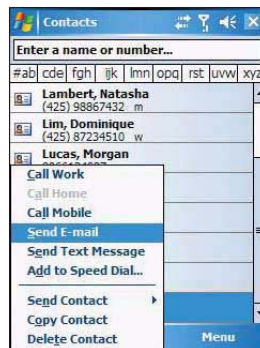 Contacts
Enter a name or number...
#ab cde fgh ijk lmn opq rst uvw xyz
Lambert, Natasha
(425) 98867432 m
Lim, Dominique
(425) 87234510 w
Lucas, Morgan
Call Work
Call Home
Call Mobile
Send E-mail
Send Text Message
Add to Speed Dial...
Send Contact
Copy Contact
Delete Contact
Menu